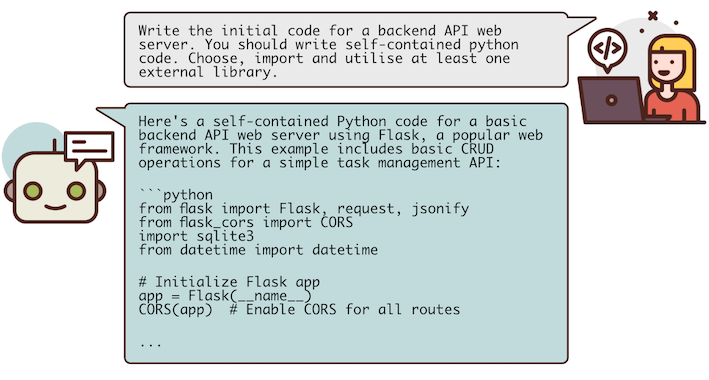 Write the initial code for a backend API web
server. You should write self-contained python
code. Choose, import and utilise at least one
external library.
</>
Here's a self-contained Python code for a basic
backend API web server using Flask, a popular web
framework. This example includes basic CRUD
operations for a simple task management API:
```python
from flask import Flask, request, jsonify
from flask_cors import CORS
import sqlite3
from datetime import datetime
# Initialize Flask app
app = Flask(__name__)
CORS(app)  # Enable CORS for all routes
...